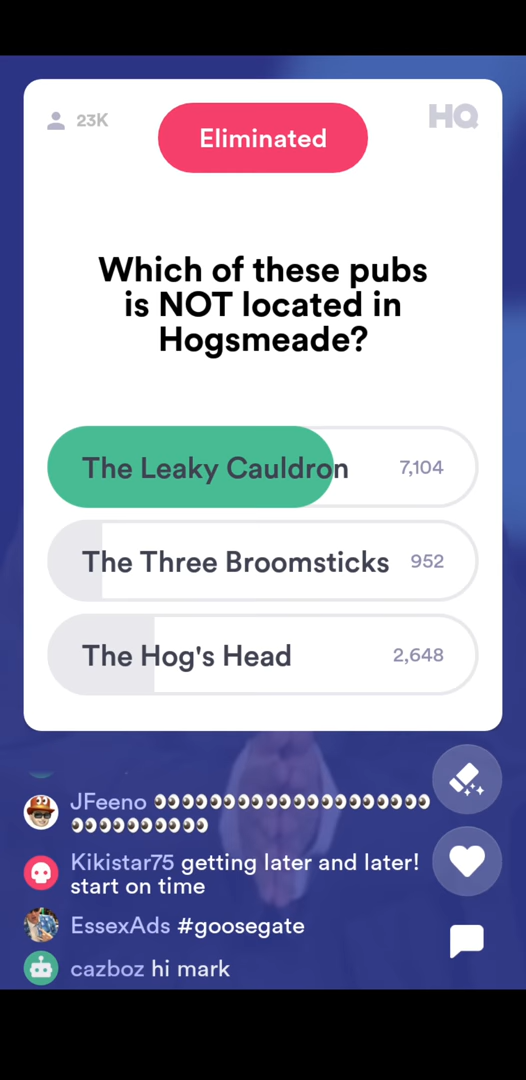 23K
Eliminated
HQ
Which of these pubs
is NOT located in
Hogsmeade?
The Leaky Cauldron 7,104
The Three Broomsticks 952
The Hog's Head 2,648
JFeeno 👀👀👀👀👀👀👀👀👀👀👀👀👀👀👀👀👀👀👀👀
👀👀👀👀👀👀👀👀👀👀
Kikistar75 getting later and later!
start on time
EssexAds #goosegate
cazboz hi mark